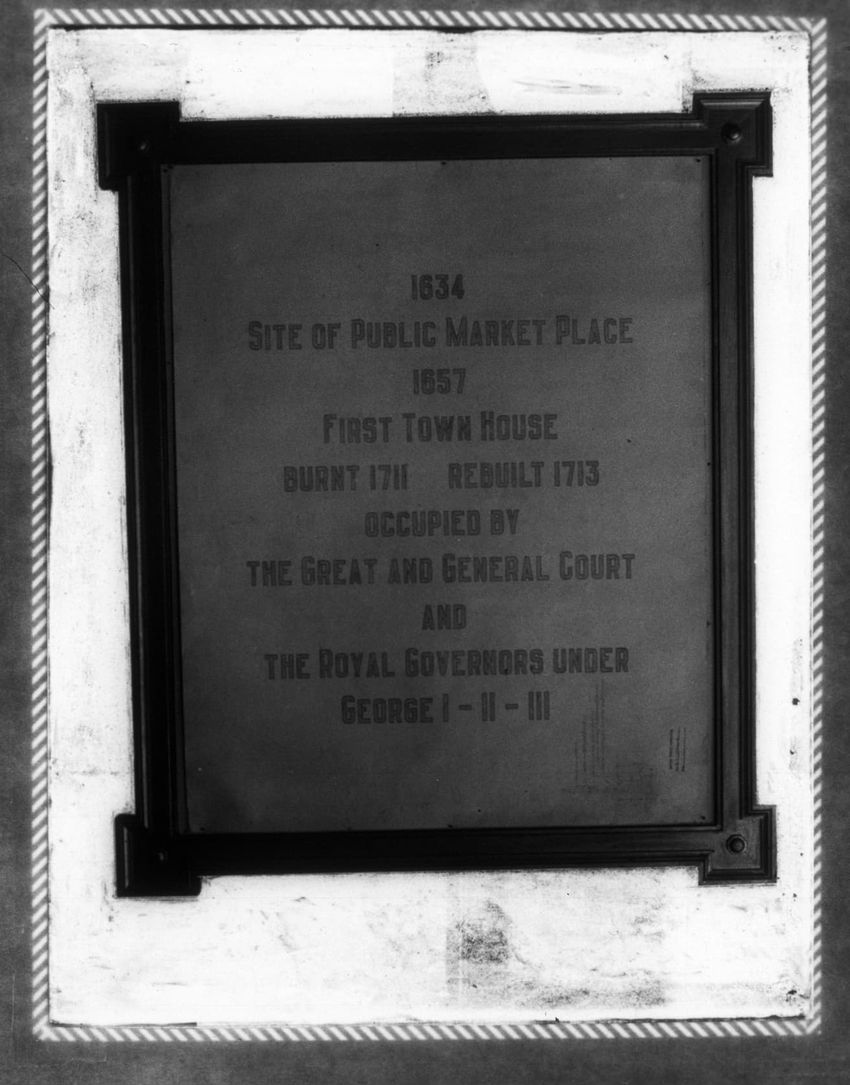 1634
SITE OF PUBLIC MARKET PLACE
1657
FIRST TOWN HOUSE
BURNT 1711 REBUILT 1713
OCCUPIED BY
THE GREAT AND GENERAL COURT
AND
THE ROYAL GOVERNORS UNDER
GEORGE I - II - III